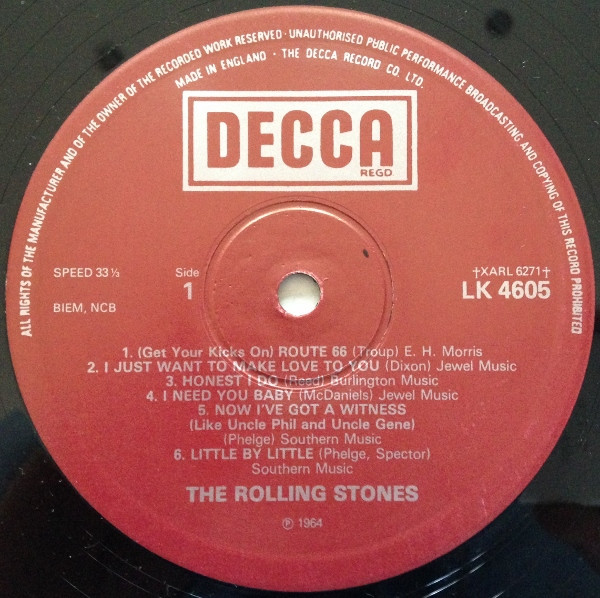 ALL RIGHTS OF THE MANUFACTURER AND OF THE OWNER OF THE RECORDED WORK RESERVED · UNAUTHORISED PUBLIC PERFORMANCE BROADCASTING AND COPYING OF THIS RECORD PROHIBITED
MADE IN ENGLAND · THE DECCA RECORD CO. LTD.
DECCA
REGD.
SPEED 33⅓ Side †XARL 6271†
1 LK 4605
BIEM, NCB
1. (Get Your Kicks On) ROUTE 66 (Troup) E. H. Morris
2. I JUST WANT TO MAKE LOVE TO YOU (Dixon) Jewel Music
3. HONEST I DO (Reed) Burlington Music
4. I NEED YOU BABY (McDaniels) Jewel Music
5. NOW I'VE GOT A WITNESS
(Like Uncle Phil and Uncle Gene)
(Phelge) Southern Music
6. LITTLE BY LITTLE (Phelge, Spector)
Southern Music
THE ROLLING STONES
℗ 1964